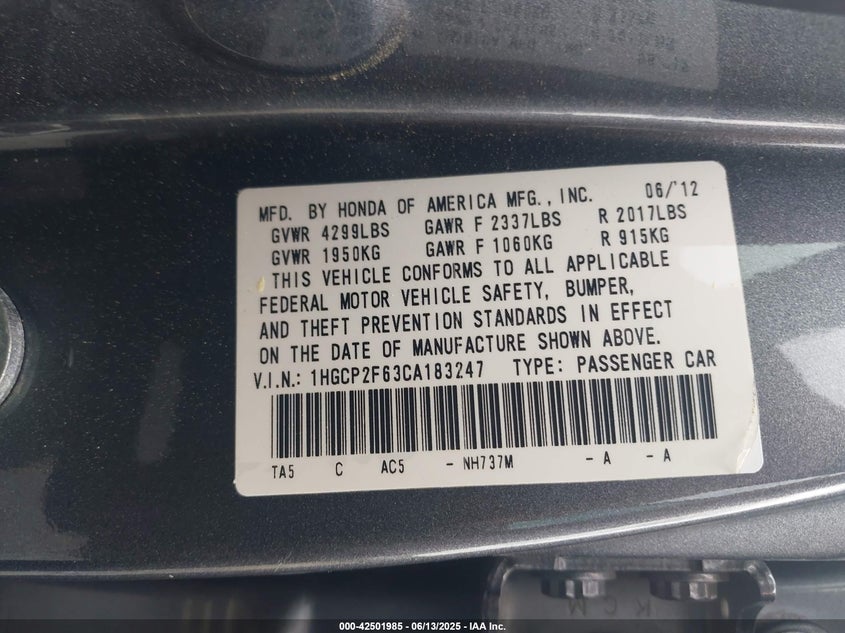 MFD. BY HONDA OF AMERICA MFG., INC. 06/'12
GVWR 4299LBS GAWR F 2337LBS R 2017LBS
GVWR 1950KG GAWR F 1060KG R 915KG
THIS VEHICLE CONFORMS TO ALL APPLICABLE
FEDERAL MOTOR VEHICLE SAFETY, BUMPER,
AND THEFT PREVENTION STANDARDS IN EFFECT
ON THE DATE OF MANUFACTURE SHOWN ABOVE.
V.I.N.: 1HGCP2F63CA183247 TYPE: PASSENGER CAR
TA5 C AC5 - NH737M - A - A
K C M
000-42501985 - 06/13/2025 - IAA Inc.